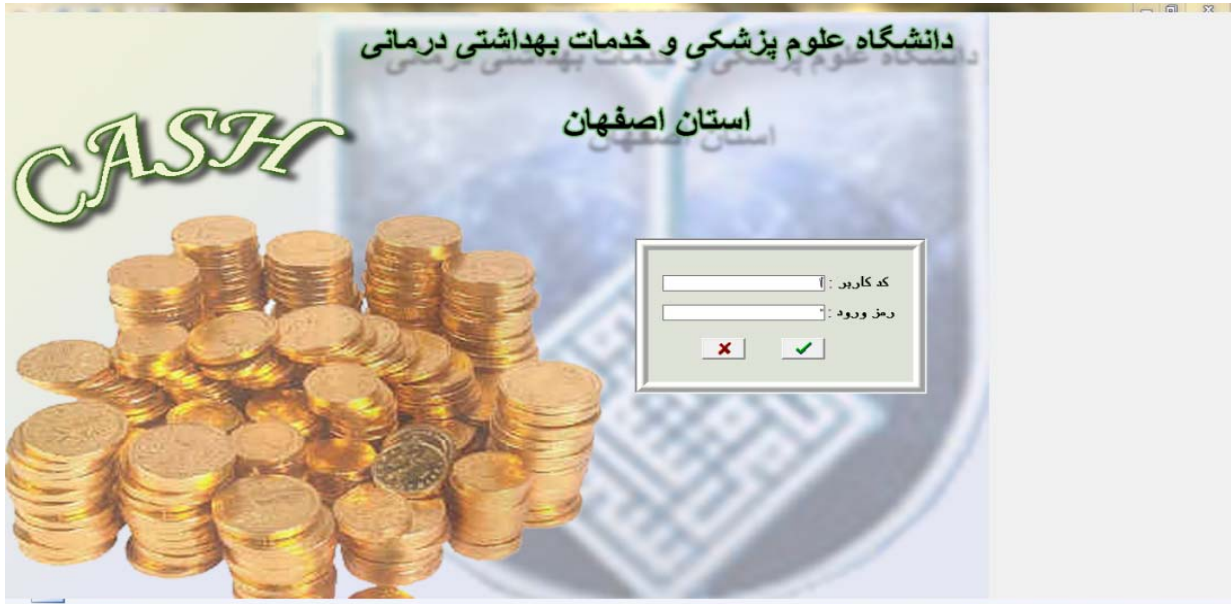 دانشگاه علوم پزشکی و خدمات بهداشتی درمانی
استان اصفهان
CASH
کد کاربر :
رمز ورود : *